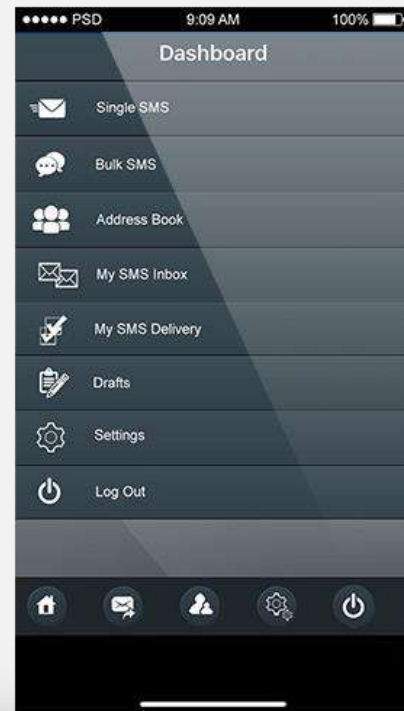 PSD 9:09 AM 100%
Dashboard
Single SMS
Bulk SMS
Address Book
My SMS Inbox
My SMS Delivery
Drafts
Settings
Log Out